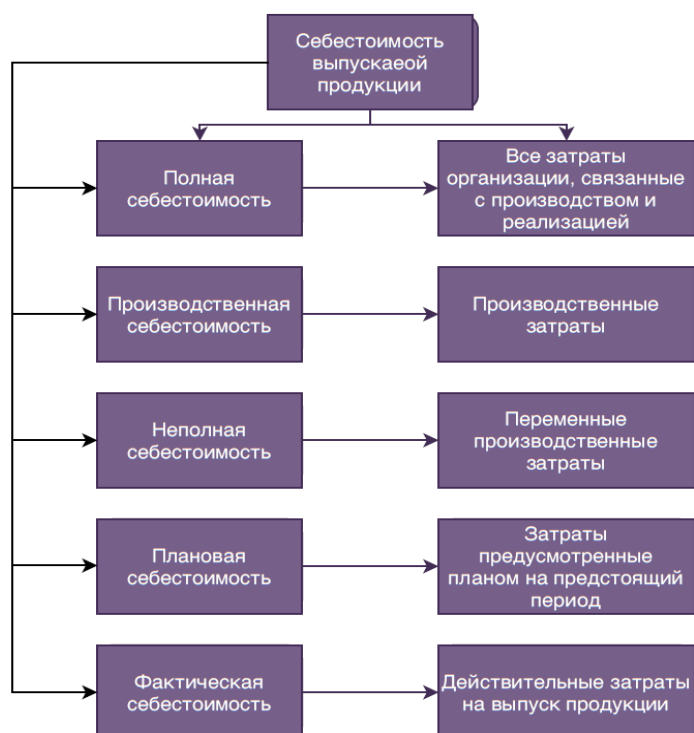 Себестоимость
выпускаеой
продукции
Полная
себестоимость
Все затраты
организации, связанные
с производством и
реализацией
Производственная
себестоимость
Производственные
затраты
Неполная
себестоимость
Переменные
производственные
затраты
Плановая
себестоимость
Затраты
предусмотренные
планом на предстоящий
период
Фактическая
себестоимость
Действительные затраты
на выпуск продукции